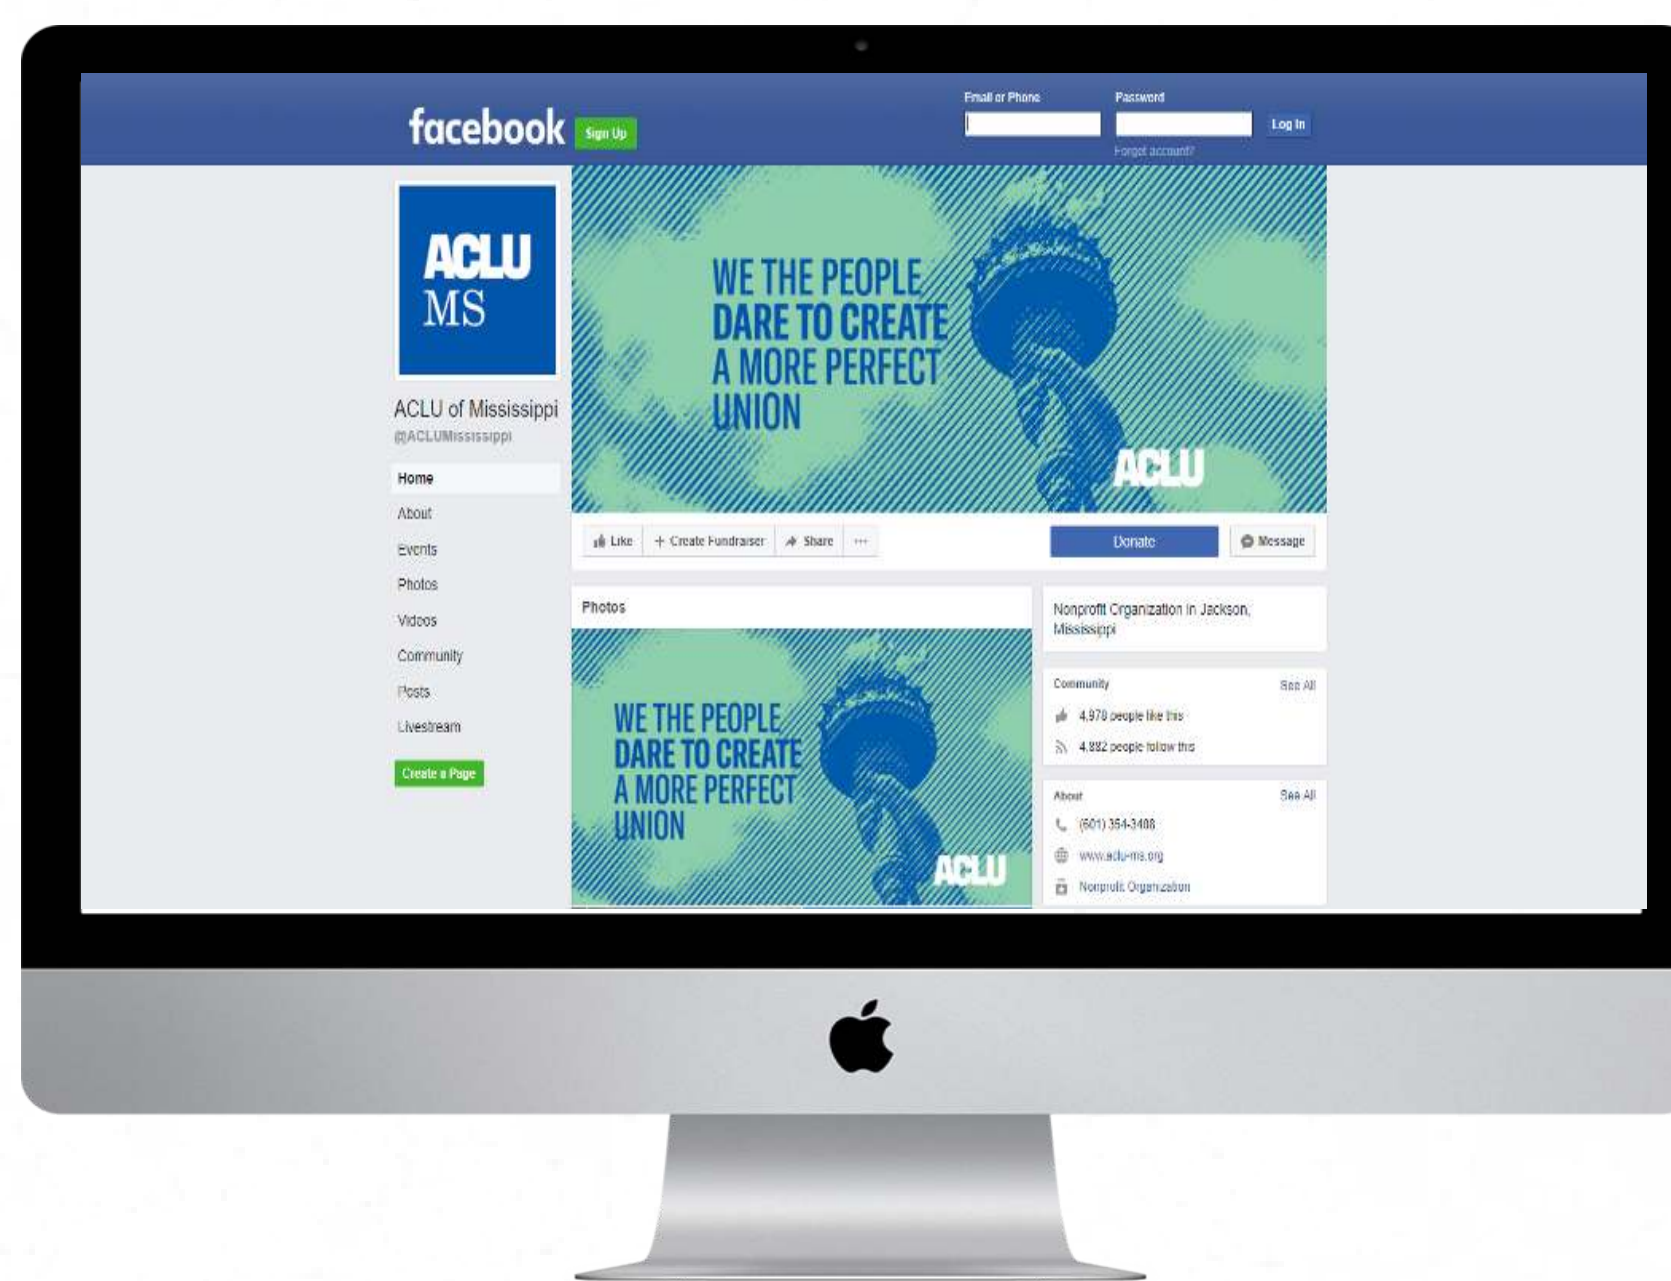 facebook
Sign Up
Email or Phone
Password
Log In
Forgot account?
ACLU
MS
ACLU of Mississippi
@ACLUMississippi
Home
About
Events
Photos
Videos
Community
Posts
Livestream
Create a Page
WE THE PEOPLE
DARE TO CREATE
A MORE PERFECT
UNION
ACLU
Like
+ Create Fundraiser
Share
...
Donate
Message
Photos
WE THE PEOPLE
DARE TO CREATE
A MORE PERFECT
UNION
ACLU
Nonprofit Organization in Jackson,
Mississippi
Community
See All
4,978 people like this
4,882 people follow this
About
See All
(601) 354-3408
www.aclu-ms.org
Nonprofit Organization